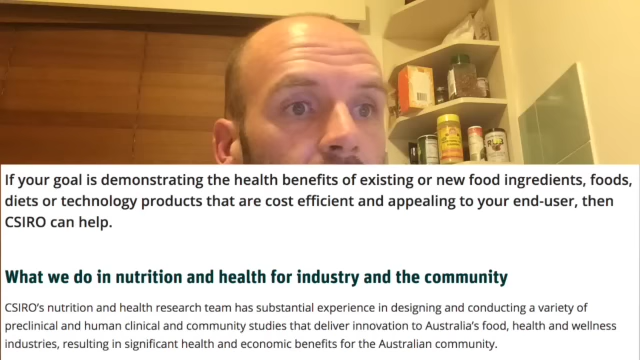 If your goal is demonstrating the health benefits of existing or new food ingredients, foods,
diets or technology products that are cost efficient and appealing to your end-user, then
CSIRO can help.
What we do in nutrition and health for industry and the community
CSIRO's nutrition and health research team has substantial experience in designing and conducting a variety of
preclinical and human clinical and community studies that deliver innovation to Australia's food, health and wellness
industries, resulting in significant health and economic benefits for the Australian community.